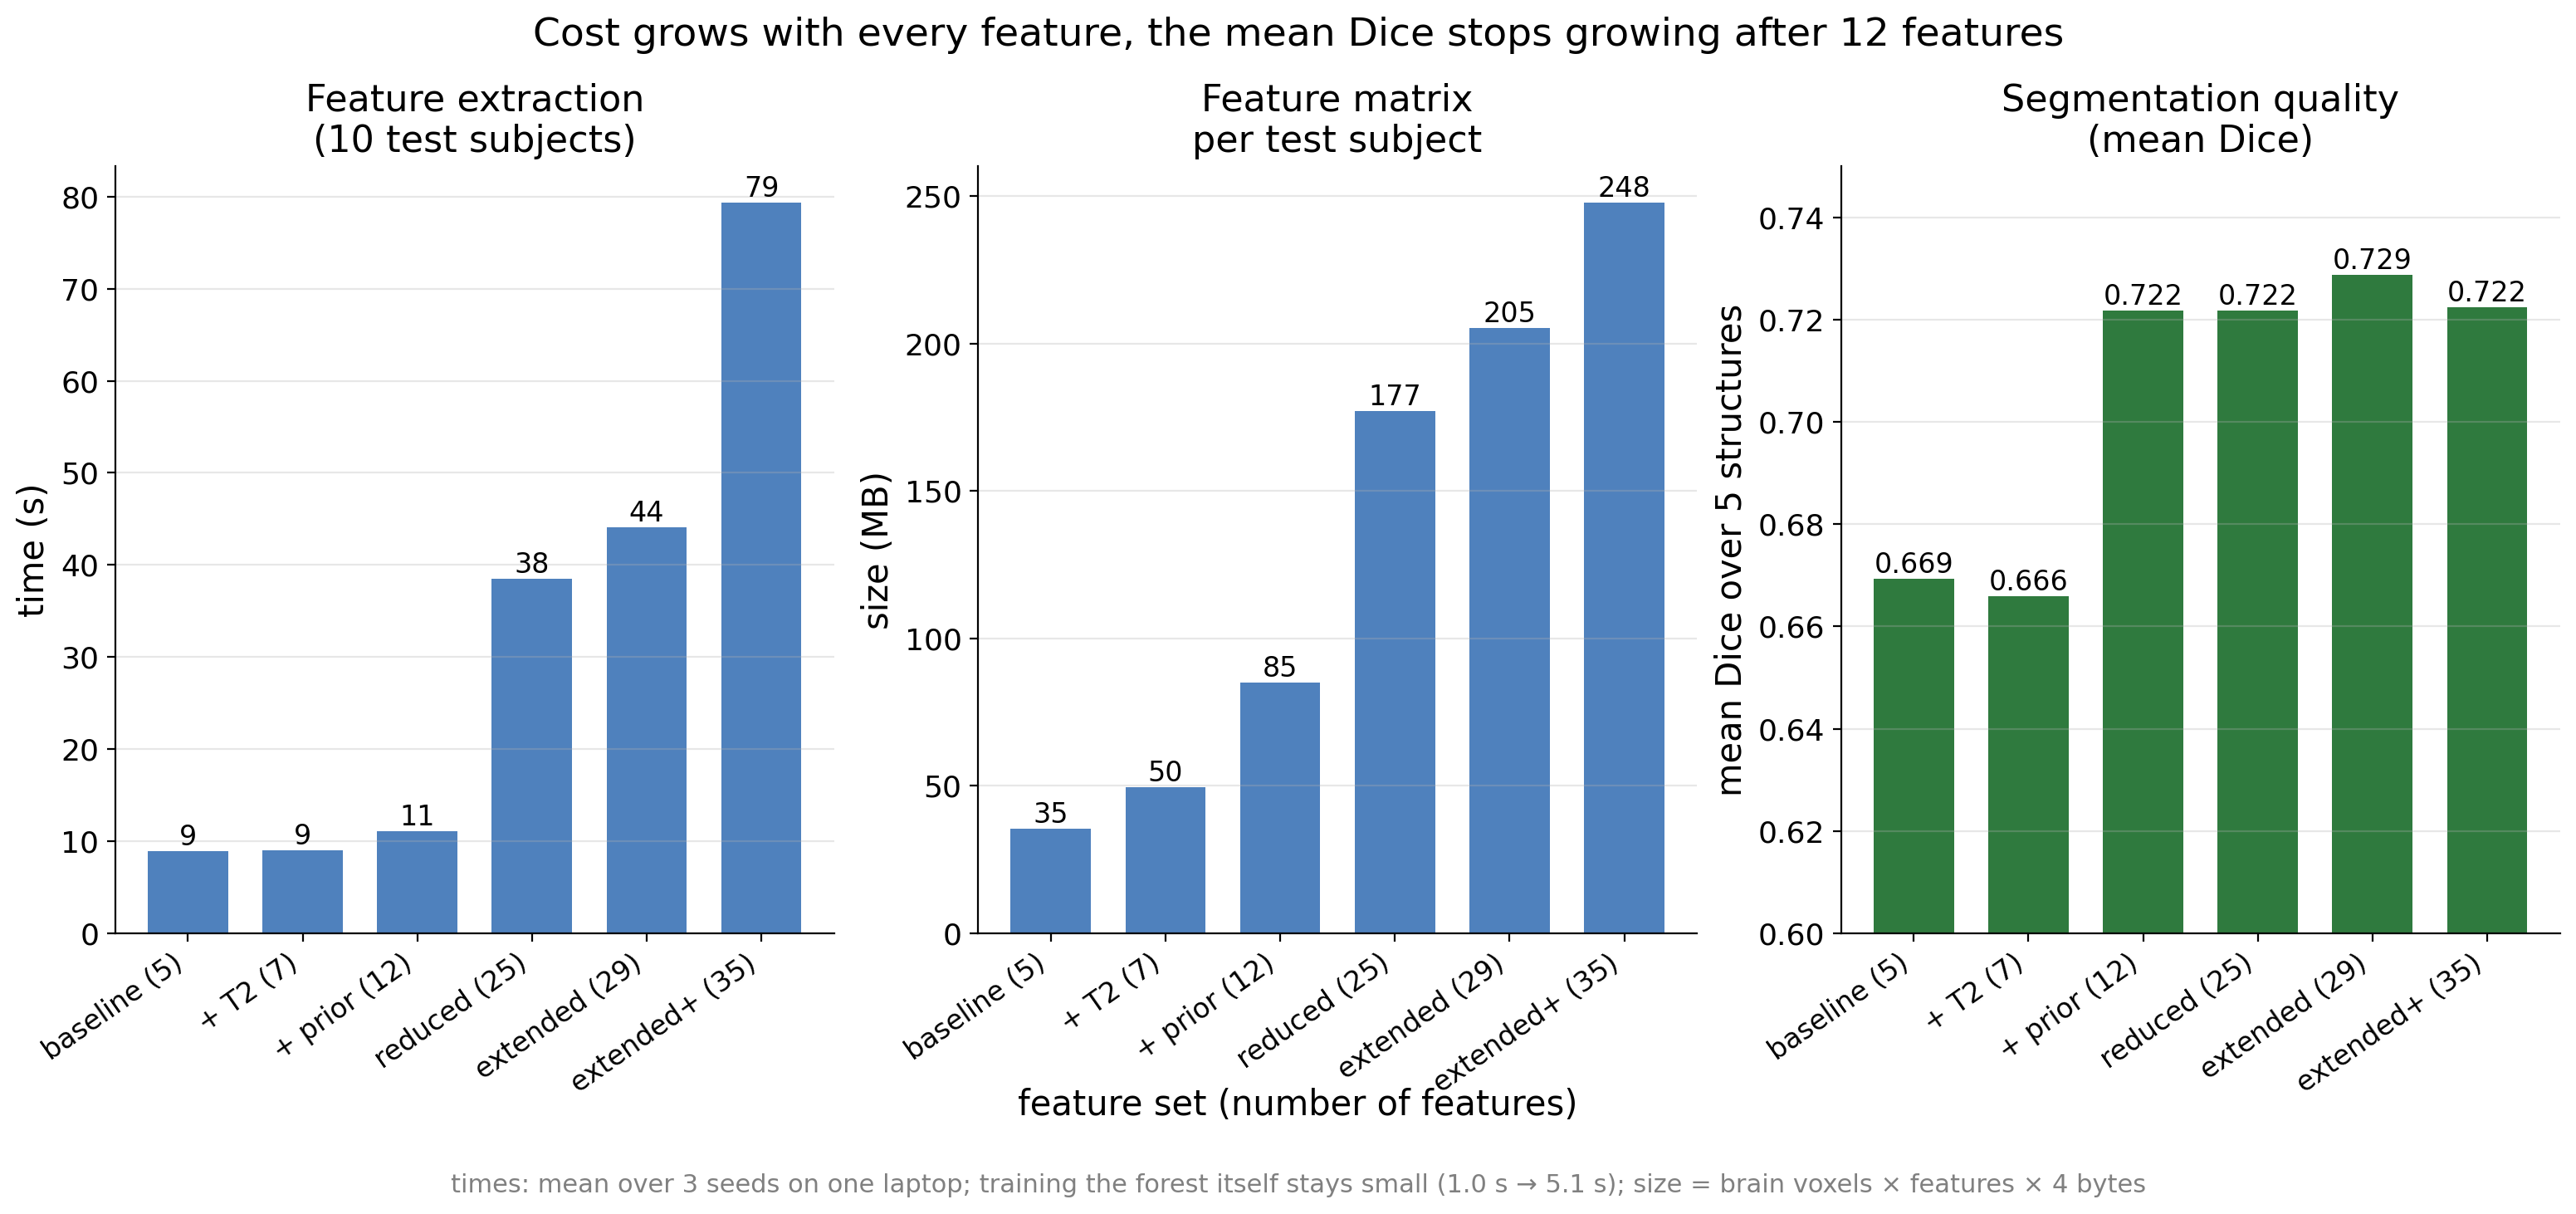 Cost grows with every feature, the mean Dice stops growing after 12 features
Feature extraction
(10 test subjects)
time (s)
80
70
60
50
40
30
20
10
0
9
9
11
38
44
79
baseline (5)
+ T2 (7)
+ prior (12)
reduced (25)
extended (29)
extended+ (35)
Feature matrix
per test subject
size (MB)
250
200
150
100
50
0
35
50
85
177
205
248
baseline (5)
+ T2 (7)
+ prior (12)
reduced (25)
extended (29)
extended+ (35)
feature set (number of features)
Segmentation quality
(mean Dice)
mean Dice over 5 structures
0.74
0.72
0.70
0.68
0.66
0.64
0.62
0.60
0.669
0.666
0.722
0.722
0.729
0.722
baseline (5)
+ T2 (7)
+ prior (12)
reduced (25)
extended (29)
extended+ (35)
times: mean over 3 seeds on one laptop; training the forest itself stays small (1.0 s → 5.1 s); size = brain voxels × features × 4 bytes